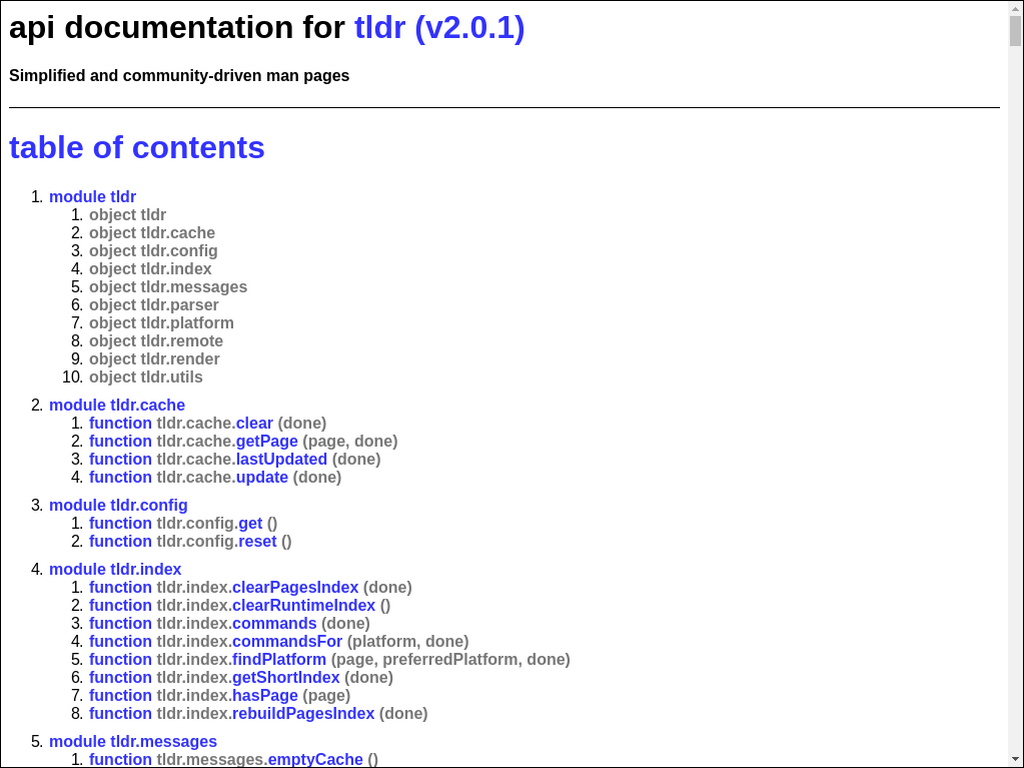 api documentation for tldr (v2.0.1)
Simplified and community-driven man pages
table of contents
1. module tldr
1. object tldr
2. object tldr.cache
3. object tldr.config
4. object tldr.index
5. object tldr.messages
6. object tldr.parser
7. object tldr.platform
8. object tldr.remote
9. object tldr.render
10. object tldr.utils
2. module tldr.cache
1. function tldr.cache.clear (done)
2. function tldr.cache.getPage (page, done)
3. function tldr.cache.lastUpdated (done)
4. function tldr.cache.update (done)
3. module tldr.config
1. function tldr.config.get ()
2. function tldr.config.reset ()
4. module tldr.index
1. function tldr.index.clearPagesIndex (done)
2. function tldr.index.clearRuntimeIndex ()
3. function tldr.index.commands (done)
4. function tldr.index.commandsFor (platform, done)
5. function tldr.index.findPlatform (page, preferredPlatform, done)
6. function tldr.index.getShortIndex (done)
7. function tldr.index.hasPage (page)
8. function tldr.index.rebuildPagesIndex (done)
5. module tldr.messages
1. function tldr.messages.emptyCache ()